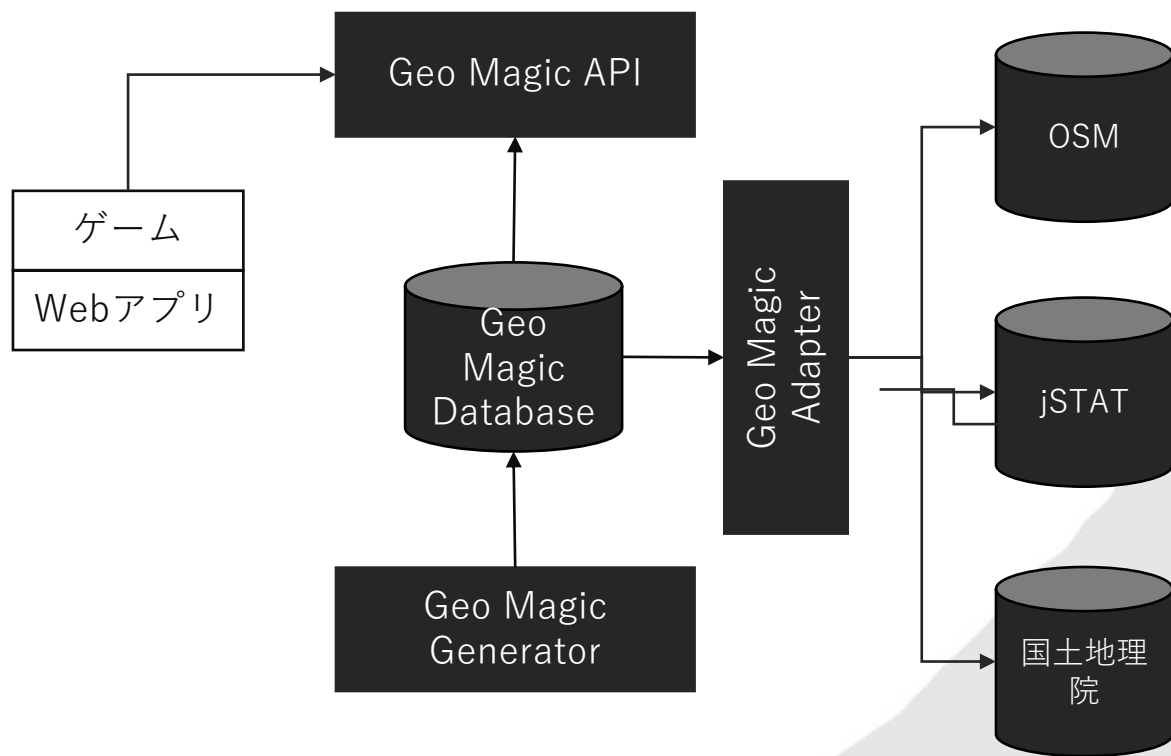 Geo Magic API
ゲーム
Webアプリ
Geo
Magic
Database
Geo Magic
Generator
Geo Magic
Adapter
OSM
jSTAT
国土地理
院